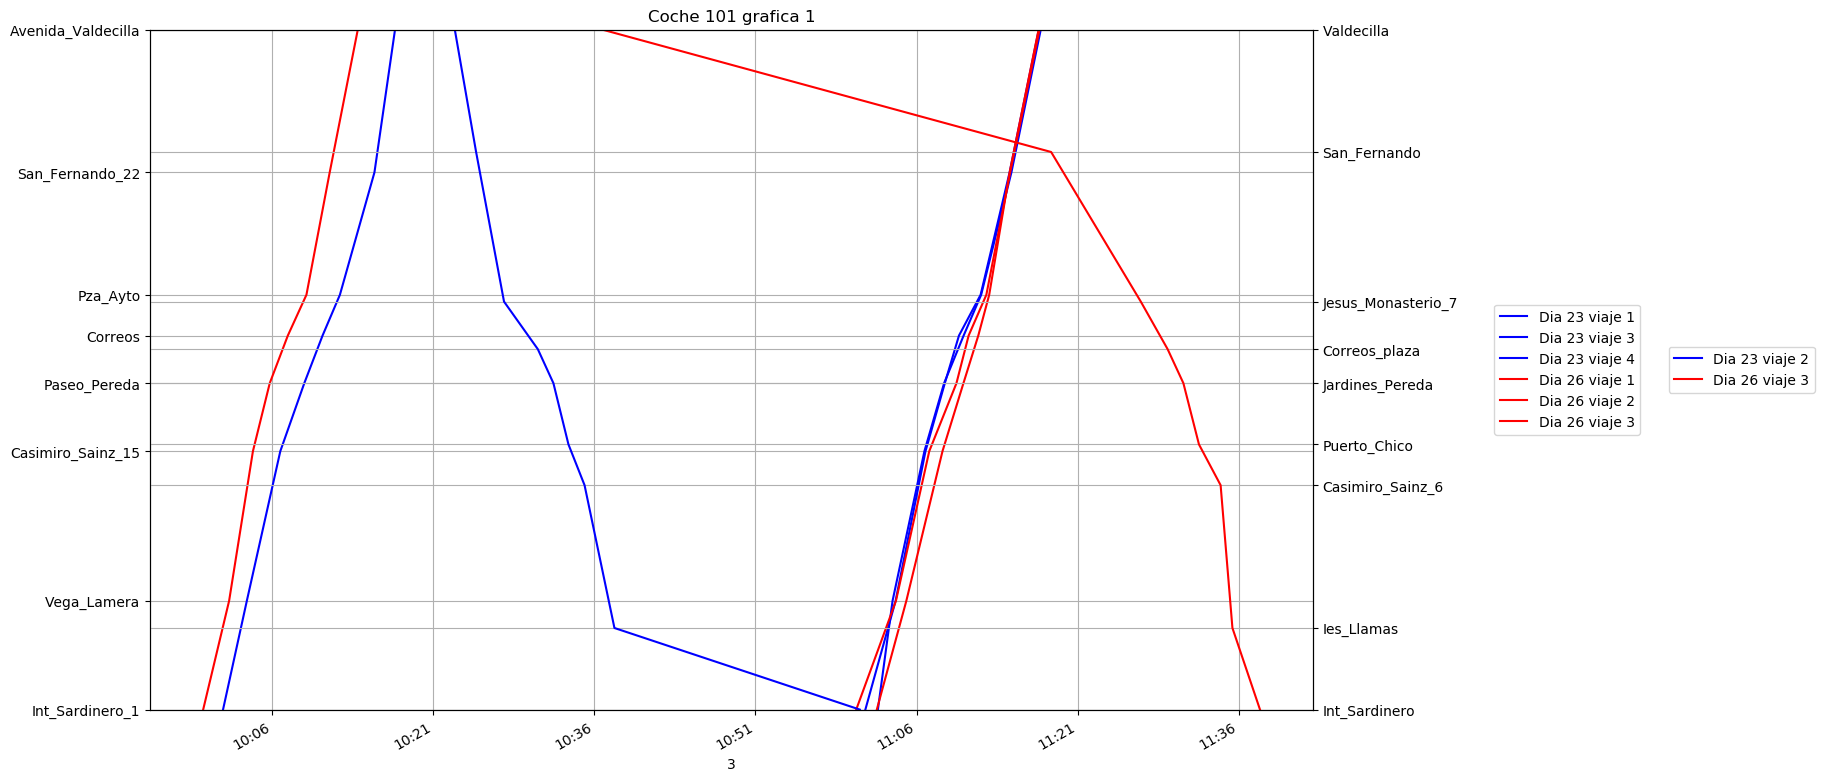 Coche 101 grafica 1
Avenida_Valdecilla
San_Fernando_22
Pza_Ayto
Correos
Paseo_Pereda
Casimiro_Sainz_15
Vega_Lamera
Int_Sardinero_1
Valdecilla
San_Fernando
Jesus_Monasterio_7
Correos_plaza
Jardines_Pereda
Puerto_Chico
Casimiro_Sainz_6
Ies_Llamas
Int_Sardinero
10:06
10:21
10:36
10:51
11:06
11:21
11:36
3
Dia 23 viaje 1
Dia 23 viaje 3
Dia 23 viaje 4
Dia 26 viaje 1
Dia 26 viaje 2
Dia 26 viaje 3
Dia 23 viaje 2
Dia 26 viaje 3